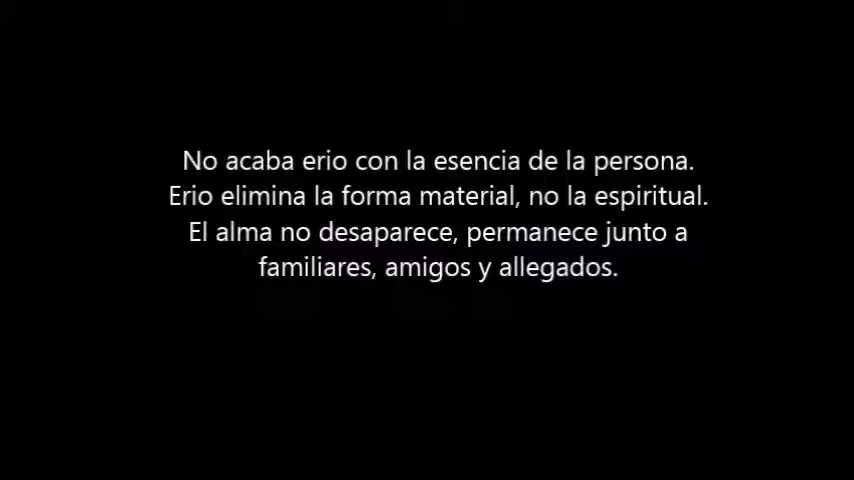 No acaba erio con la esencia de la persona.
Erio elimina la forma material, no la espiritual.
El alma no desaparece, permanece junto a
familiares, amigos y allegados.